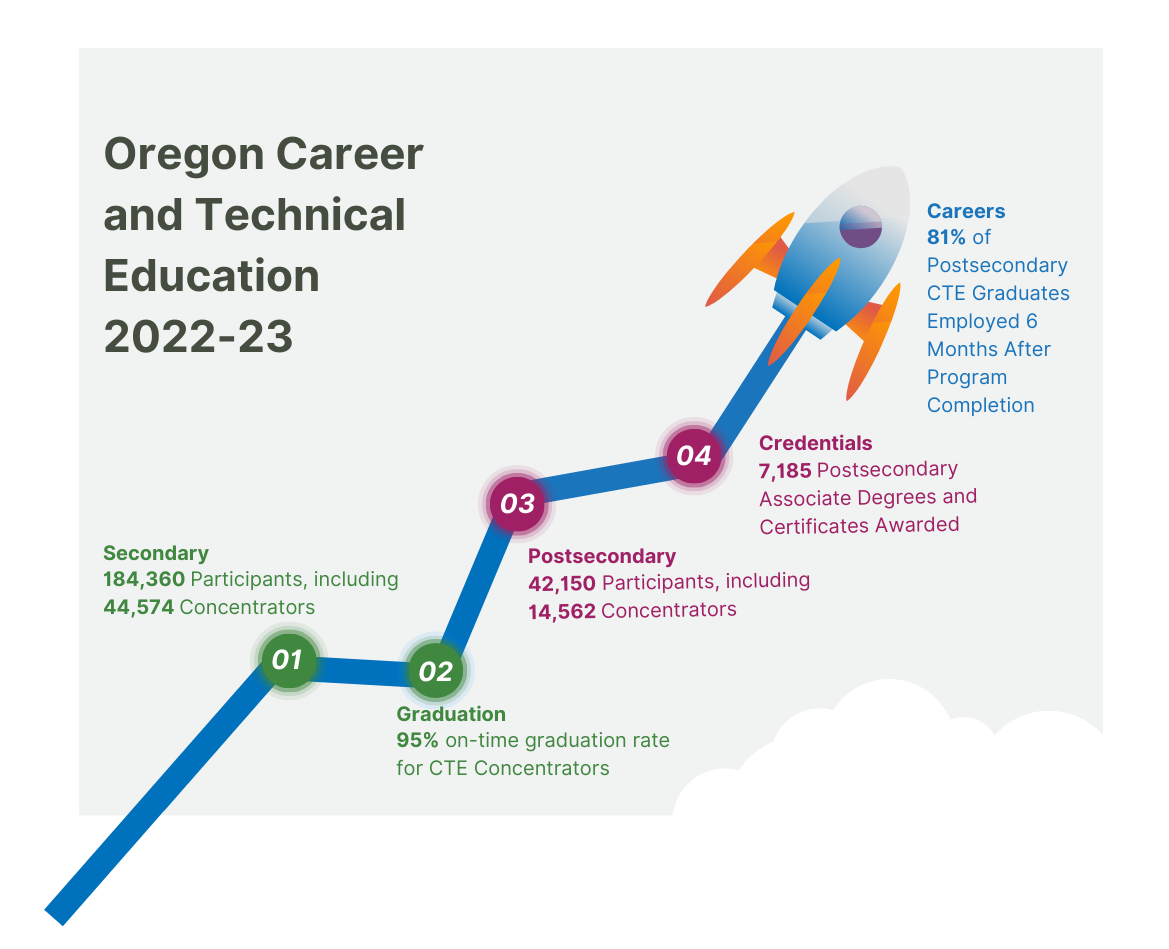 Oregon Career
and Technical
Education
2022-23
Careers
81% of
Postsecondary
CTE Graduates
Employed 6
Months After
Program
Completion
04
Credentials
7,185 Postsecondary
Associate Degrees and
Certificates Awarded
03
Postsecondary
42,150 Participants, including
14,562 Concentrators
Secondary
184,360 Participants, including
44,574 Concentrators
01
02
Graduation
95% on-time graduation rate
for CTE Concentrators